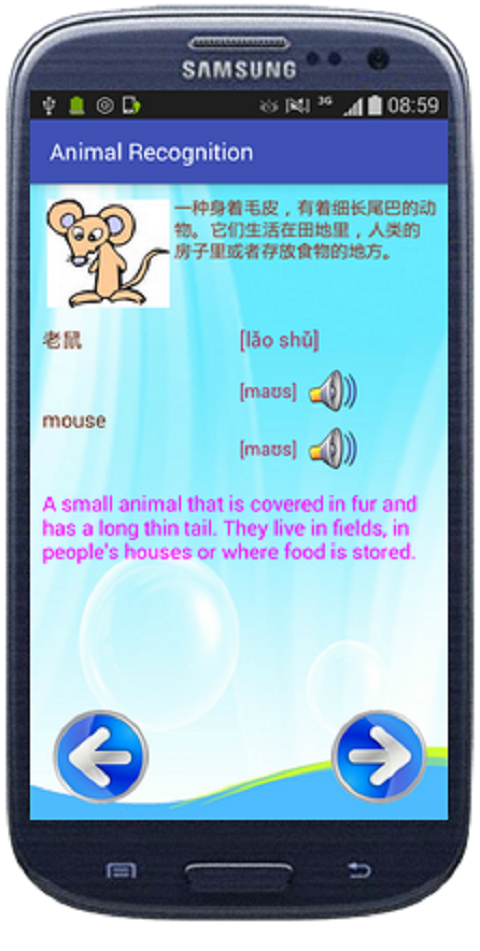 SAMSUNG
3G 08:59
Animal Recognition
一种身着毛皮，有着细长尾巴的动
物。它们生活在田地里，人类的
房子里或者存放食物的地方。
老鼠 [lǎo shǔ]
[maʊs]
mouse
[maʊs]
A small animal that is covered in fur and
has a long thin tail. They live in fields, in
people's houses or where food is stored.